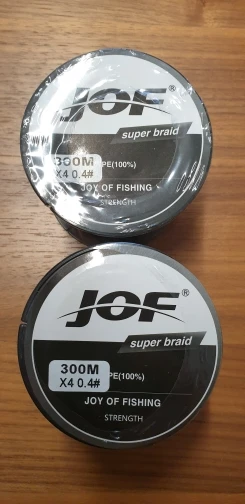 JOF®
super braid
300M
X4 0.4#
PE(100%)
JOY OF FISHING
STRENGTH
JOF®
super braid
300M
X4 0.4#
PE(100%)
JOY OF FISHING
STRENGTH